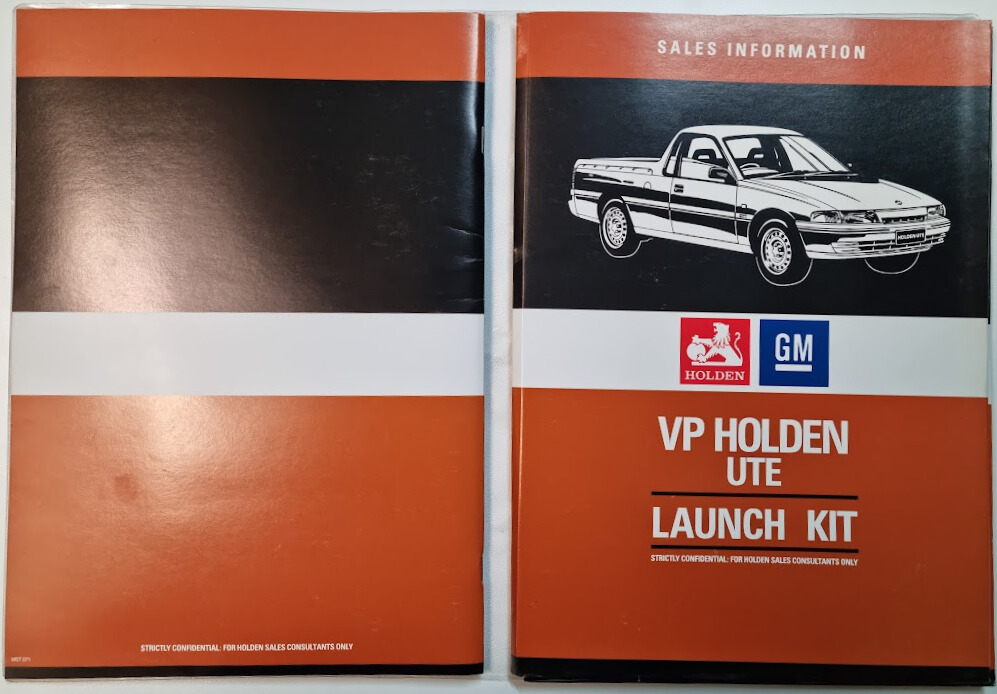 STRICTLY CONFIDENTIAL: FOR HOLDEN SALES CONSULTANTS ONLY
SALES INFORMATION
HOLDEN UTE
HOLDEN
GM
VP HOLDEN
UTE
LAUNCH KIT
STRICTLY CONFIDENTIAL: FOR HOLDEN SALES CONSULTANTS ONLY